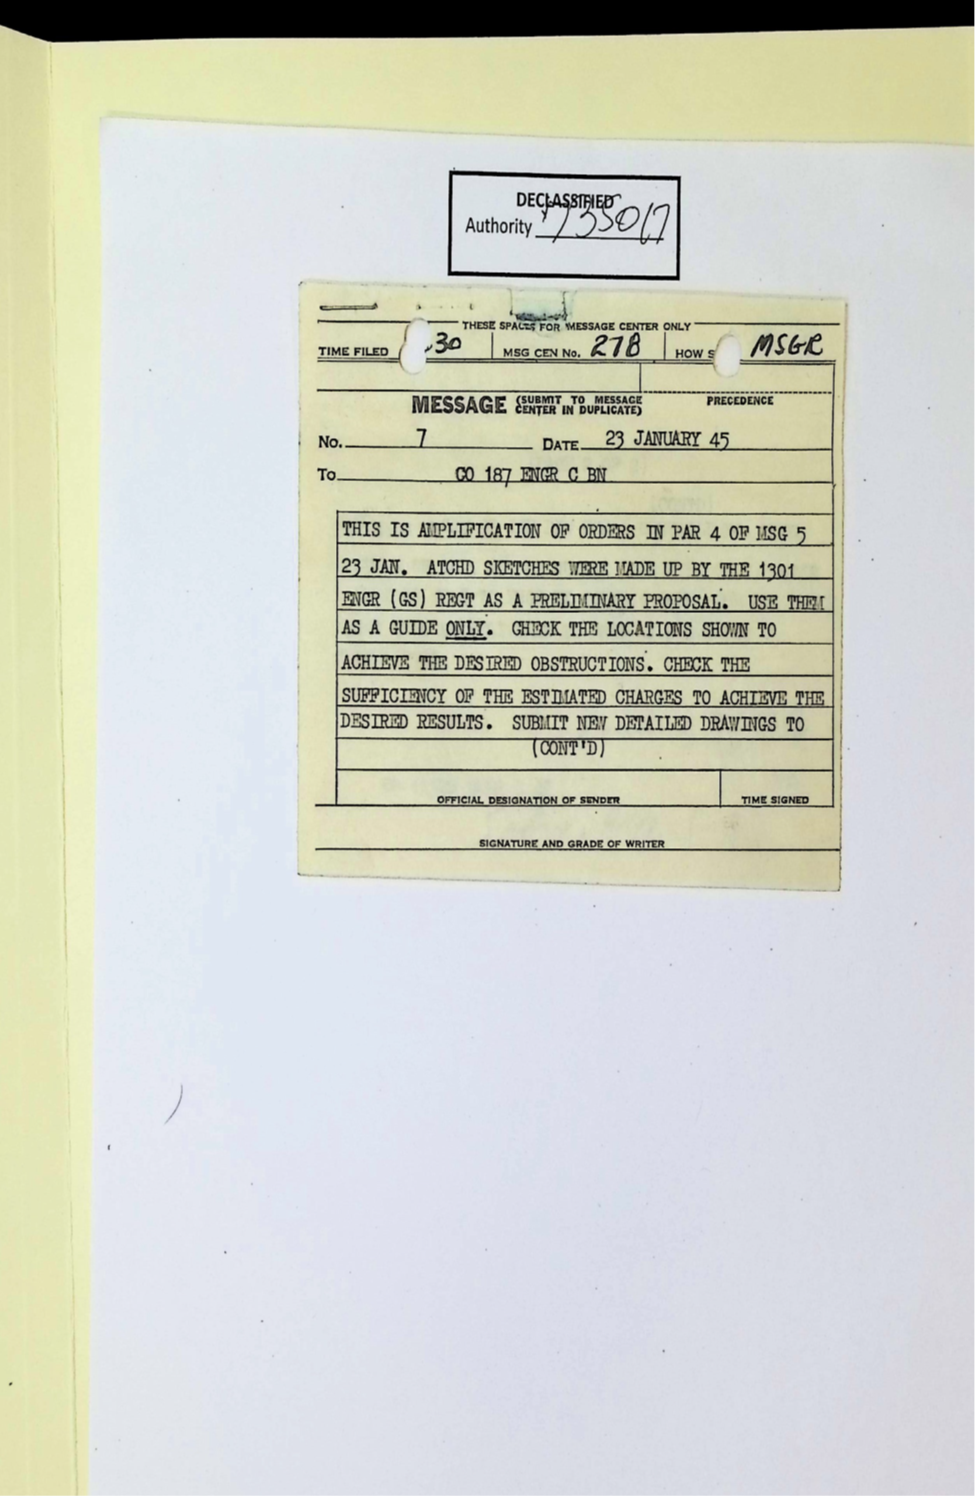 DECLASSIFIED
Authority 735017
THESE SPACES FOR MESSAGE CENTER ONLY
TIME FILED 30 MSG CEN No. 27B HOW S MSGR
MESSAGE (SUBMIT TO MESSAGE CENTER IN DUPLICATE) PRECEDENCE
No. 7 DATE 23 JANUARY 45
To CO 187 ENGR C BN
THIS IS AMPLIFICATION OF ORDERS IN PAR 4 OF MSG 5
23 JAN. ATCHD SKETCHES WERE MADE UP BY THE 1301
ENGR (GS) REGT AS A PRELIMINARY PROPOSAL. USE THEM
AS A GUIDE ONLY. CHECK THE LOCATIONS SHOWN TO
ACHIEVE THE DESIRED OBSTRUCTIONS. CHECK THE
SUFFICIENCY OF THE ESTIMATED CHARGES TO ACHIEVE THE
DESIRED RESULTS. SUBMIT NEW DETAILED DRAWINGS TO
(CONT'D)
OFFICIAL DESIGNATION OF SENDER TIME SIGNED
SIGNATURE AND GRADE OF WRITER